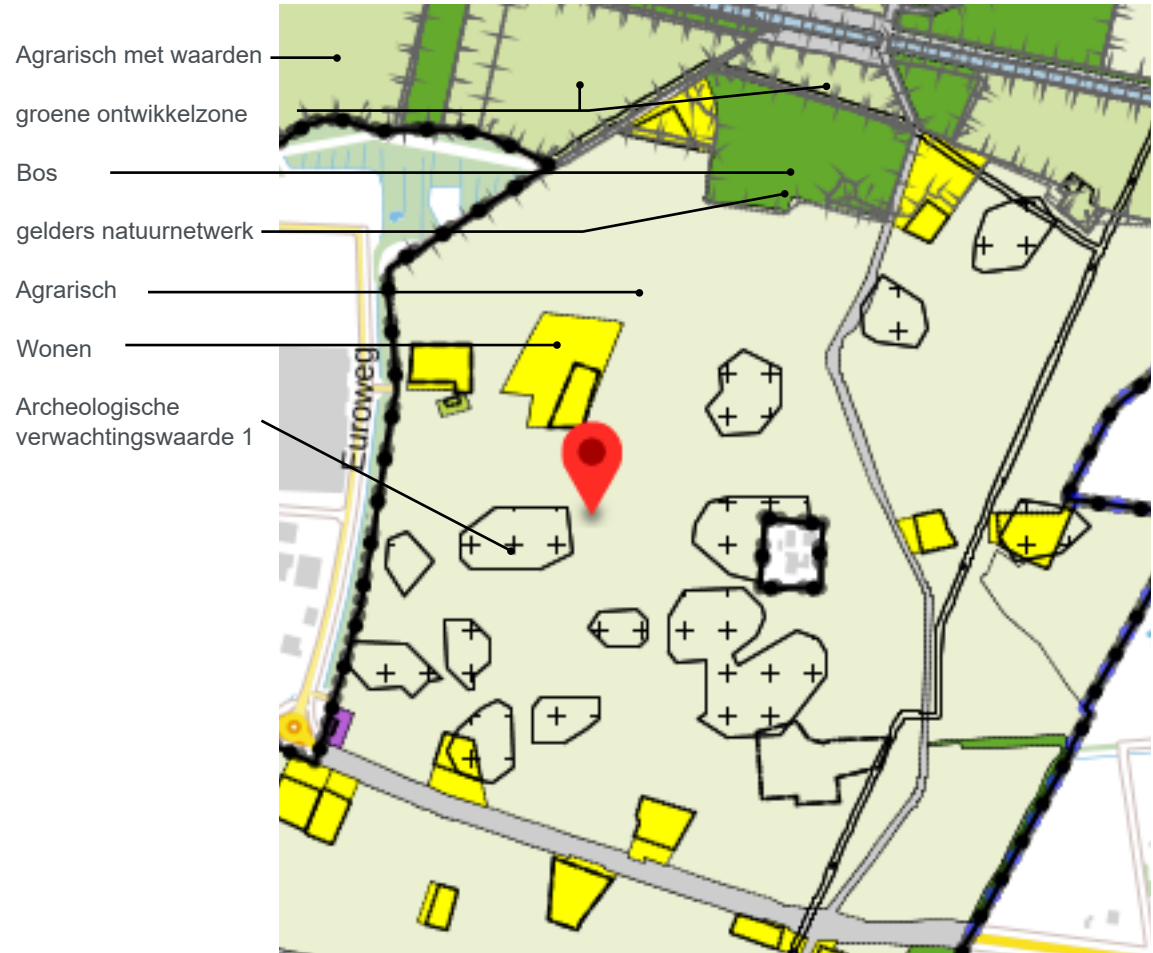 Agrarisch met waarden
groene ontwikkelzone
Bos
gelders natuurnetwerk
Agrarisch
Wonen
Archeologische
verwachtingswaarde 1
Euroweg